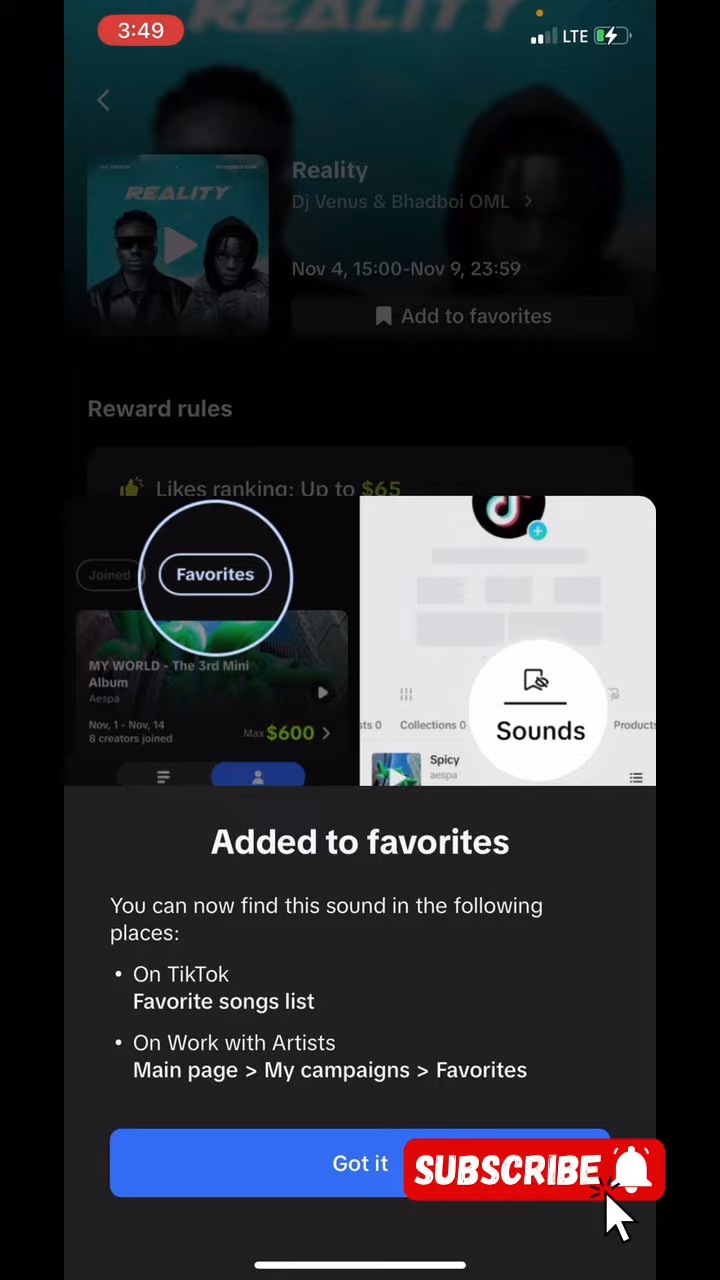 REALITY
3:49
LTE
REALITY
Reality
Dj Venus & Bhadboi OML >
Nov 4, 15:00-Nov 9, 23:59
Add to favorites
Reward rules
Likes ranking: Up to $65
Joined
Favorites
MY WORLD - The 3rd Mini
Album
Aespa
Nov, 1 - Nov, 14
8 creators joined
Max $600 >
sts 0
Collections 0
Sounds
Products
Spicy
aespa
Added to favorites
You can now find this sound in the following
places:
• On TikTok
Favorite songs list
• On Work with Artists
Main page > My campaigns > Favorites
Got it
SUBSCRIBE